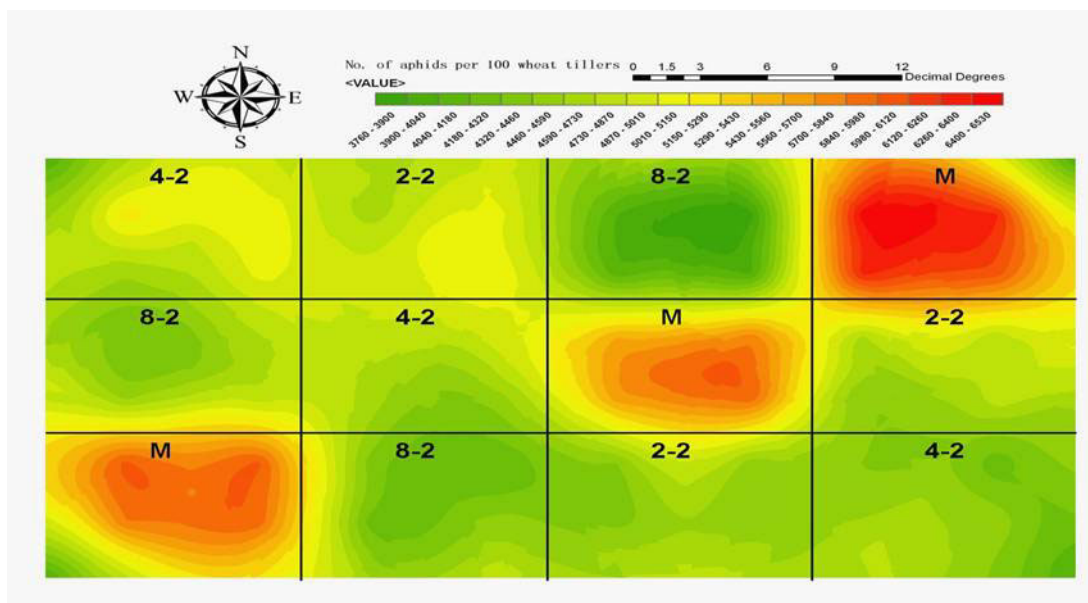 N
W E
S
No. of aphids per 100 wheat tillers 0 1.5 3 6 9 12
Decimal Degrees
<VALUE>
3760 - 3900 3900 - 4040 4040 - 4180 4180 - 4320 4320 - 4460 4460 - 4590 4590 - 4730 4730 - 4870 4870 - 5010 5010 - 5150 5150 - 5290 5290 - 5430 5430 - 5560 5560 - 5700 5700 - 5840 5840 - 5980 5980 - 6120 6120 - 6260 6260 - 6400 6400 - 6530
4-2 2-2 8-2 M
8-2 4-2 M 2-2
M 8-2 2-2 4-2